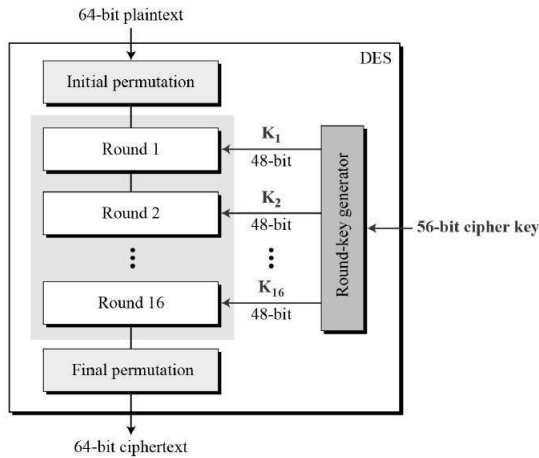 64-bit plaintext
DES
Initial permutation
Round 1
K1
48-bit
Round 2
K2
48-bit
Round-key generator
56-bit cipher key
Round 16
K16
48-bit
Final permutation
64-bit ciphertext